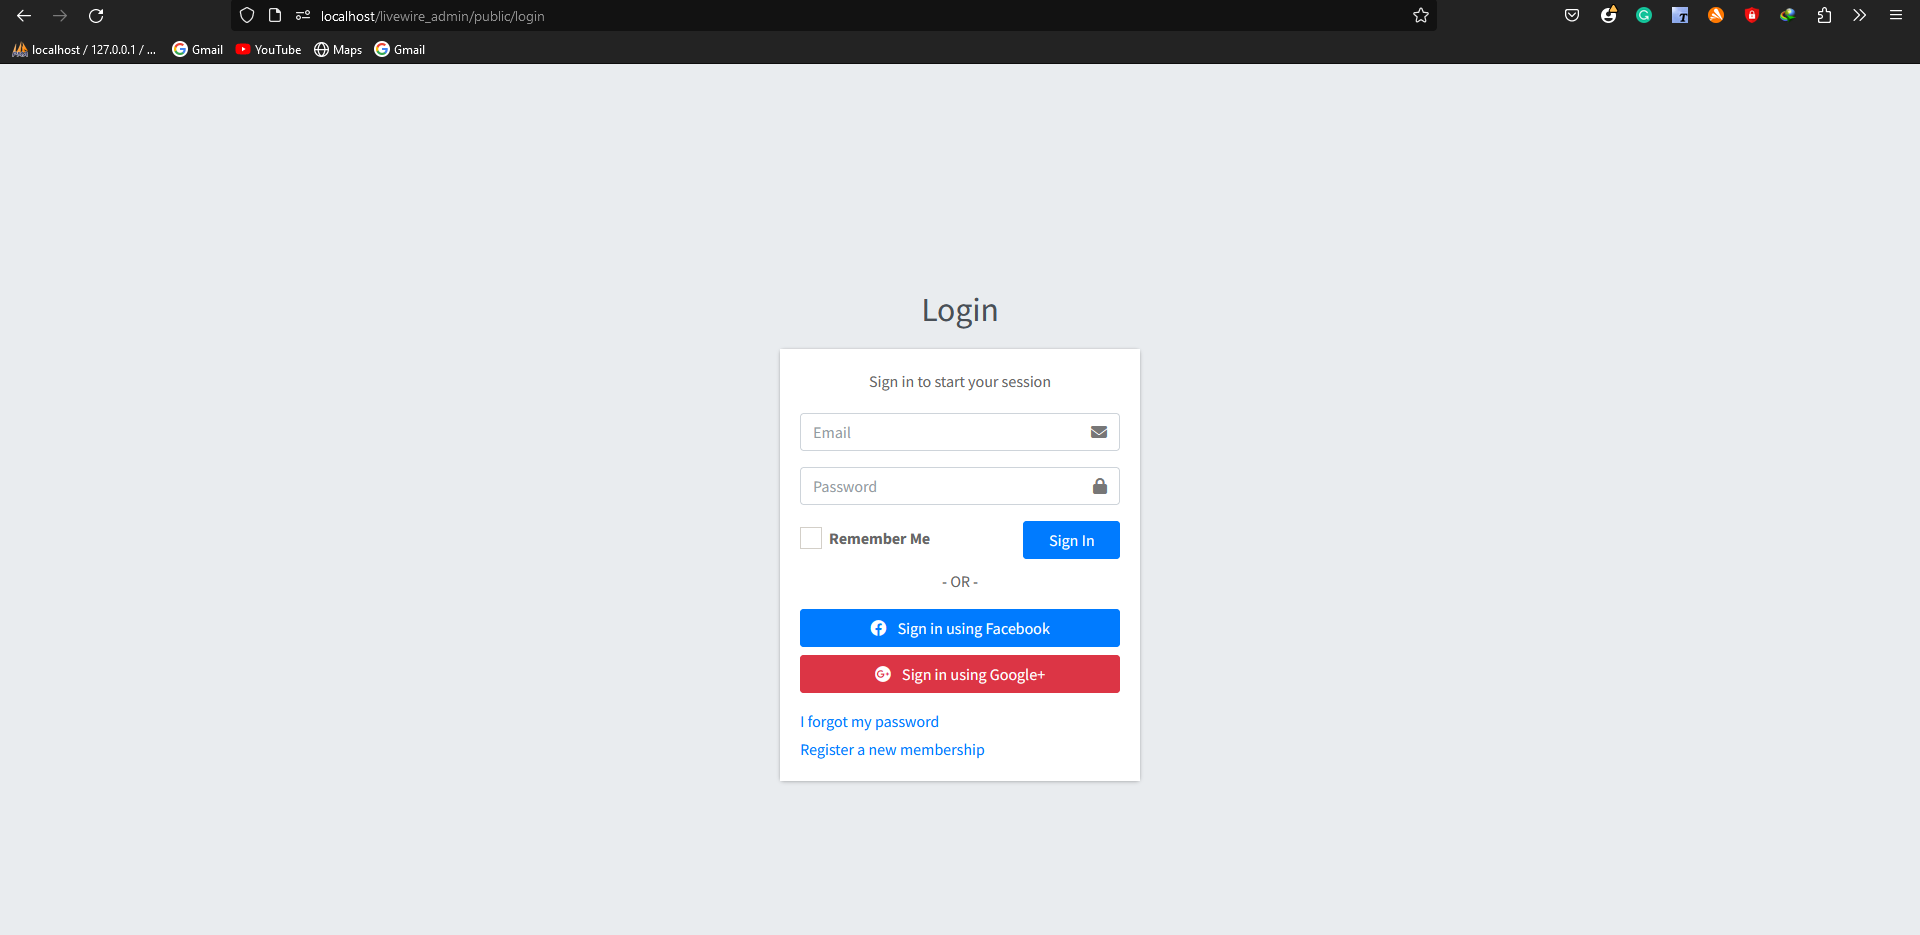 localhost/livewire_admin/public/login
localhost / 127.0.0.1 / ... Gmail YouTube Maps Gmail
Login
Sign in to start your session
Email
Password
Remember Me Sign In
- OR -
Sign in using Facebook
Sign in using Google+
I forgot my password
Register a new membership